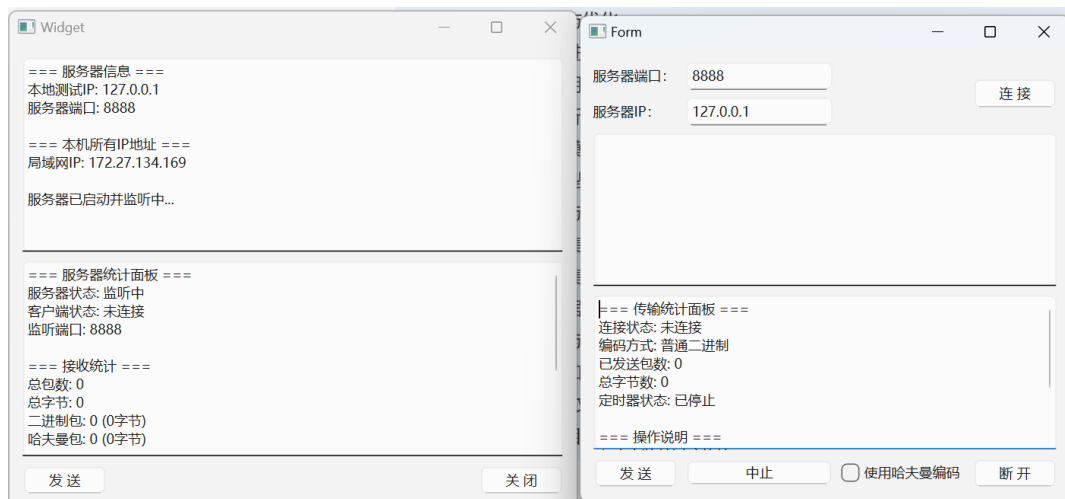 Widget
=== 服务器信息 ===
本地测试IP: 127.0.0.1
服务器端口: 8888
=== 本机所有IP地址 ===
局域网IP: 172.27.134.169
服务器已启动并监听中...
=== 服务器统计面板 ===
服务器状态: 监听中
客户端状态: 未连接
监听端口: 8888
=== 接收统计 ===
总包数: 0
总字节: 0
二进制包: 0 (0字节)
哈夫曼包: 0 (0字节)
发 送
关 闭
Form
服务器端口: 8888
服务器IP: 127.0.0.1
连 接
=== 传输统计面板 ===
连接状态: 未连接
编码方式: 普通二进制
已发送包数: 0
总字节数: 0
定时器状态: 已停止
=== 操作说明 ===
发 送
中止
使用哈夫曼编码
断 开